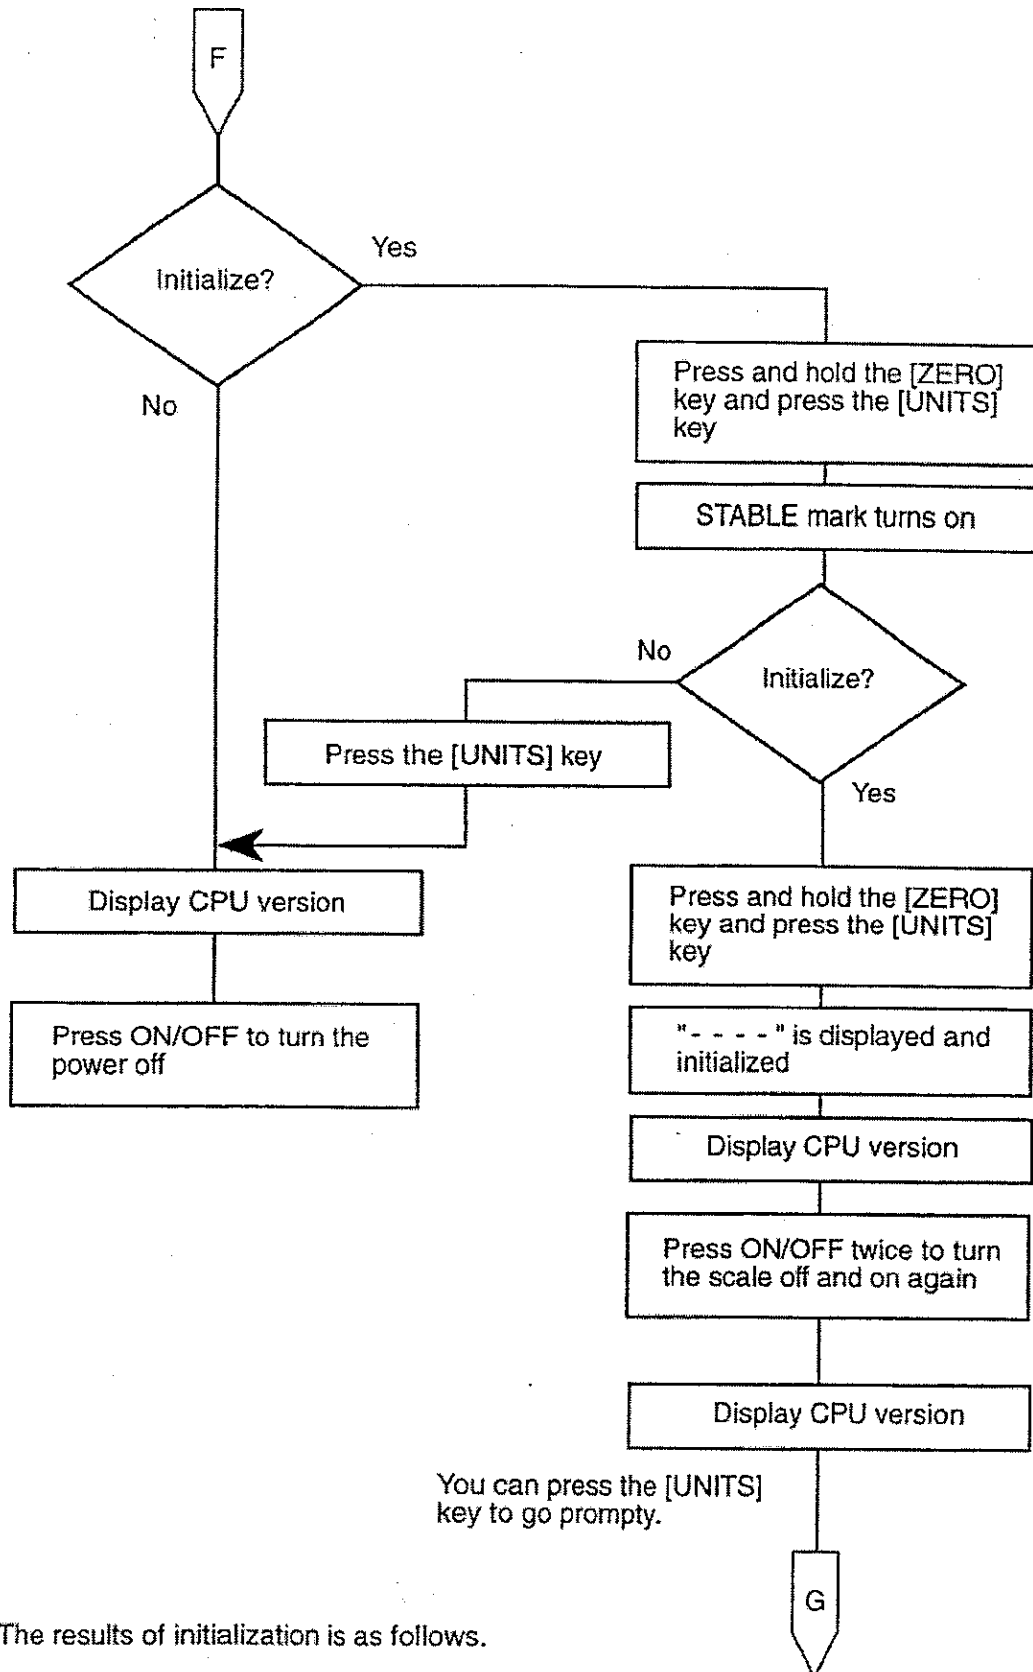 F
Initialize?
Yes
No
Press and hold the [ZERO]
key and press the [UNITS]
key
STABLE mark turns on
Initialize?
No
Yes
Press the [UNITS] key
Display CPU version
Press ON/OFF to turn the
power off
Press and hold the [ZERO]
key and press the [UNITS]
key
"- - - -" is displayed and
initialized
Display CPU version
Press ON/OFF twice to turn
the scale off and on again
Display CPU version
You can press the [UNITS]
key to go prompty.
G
The results of initialization is as follows.